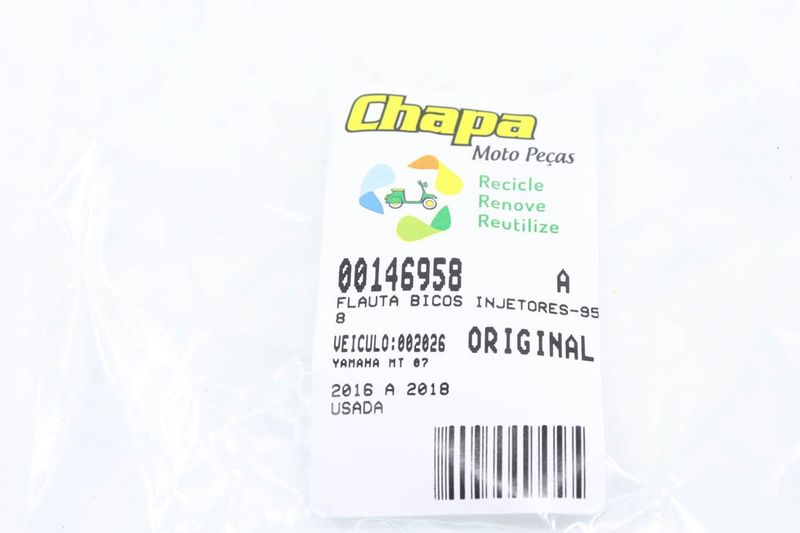 Chapa
Moto Peças
Recicle
Renove
Reutilize
00146958 A
FLAUTA BICOS INJETORES-95
8
VEICULO:002026 ORIGINAL
YAMAHA MT 07
2016 A 2018
USADA